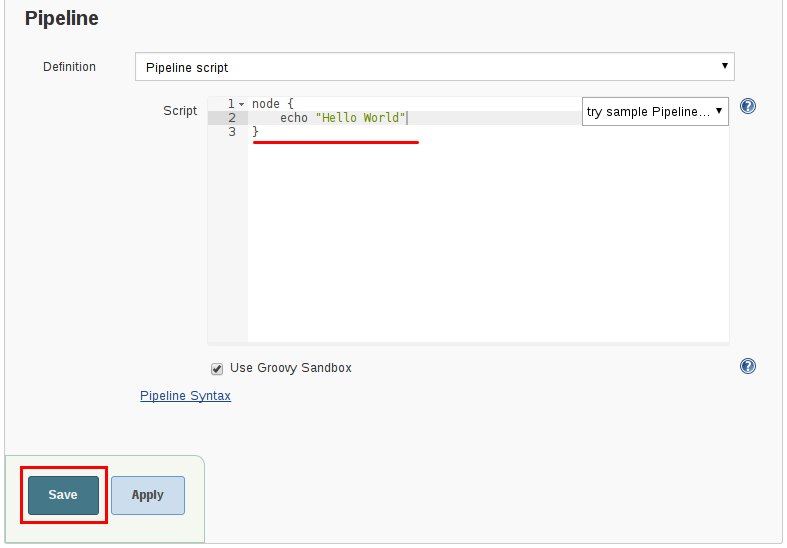 Pipeline
Definition
Pipeline script
Script
1 node {
try sample Pipeline...
2     echo "Hello World"
3 }
Use Groovy Sandbox
Pipeline Syntax
Save
Apply